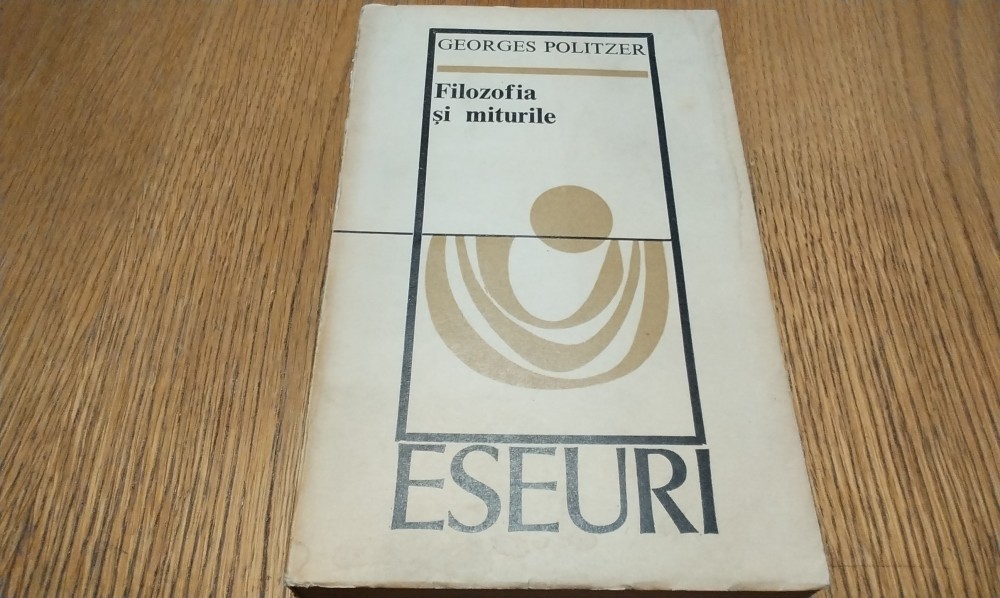 GEORGES POLITZER
Filozofia
și miturile
ESEURI